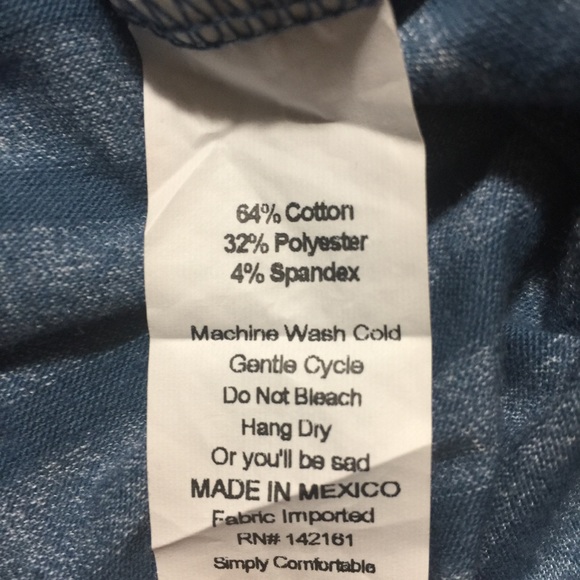 64% Cotton
32% Polyester
4% Spandex
Machine Wash Cold
Gentle Cycle
Do Not Bleach
Hang Dry
Or you'll be sad
MADE IN MEXICO
Fabric Imported
RN# 142161
Simply Comfortable